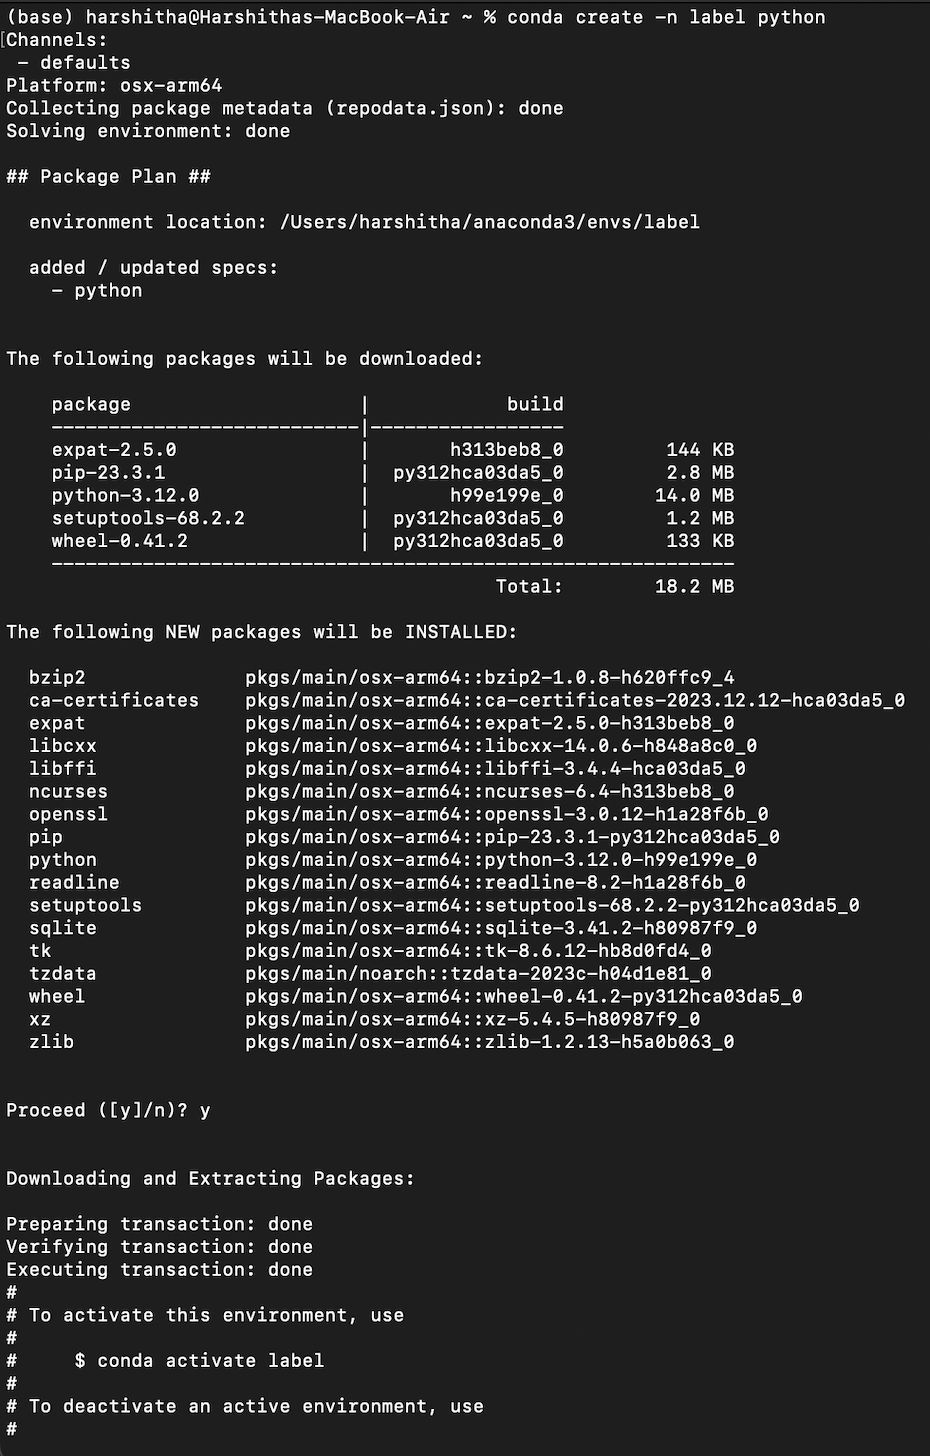 (base) harshitha@Harshithas-MacBook-Air ~ % conda create -n label python
[Channels:
 - defaults
Platform: osx-arm64
Collecting package metadata (repodata.json): done
Solving environment: done

## Package Plan ##

  environment location: /Users/harshitha/anaconda3/envs/label

  added / updated specs:
    - python


The following packages will be downloaded:

    package                    |            build
    ---------------------------|-----------------
    expat-2.5.0                |       h313beb8_0         144 KB
    pip-23.3.1                 |  py312hca03da5_0         2.8 MB
    python-3.12.0              |       h99e199e_0        14.0 MB
    setuptools-68.2.2          |  py312hca03da5_0         1.2 MB
    wheel-0.41.2               |  py312hca03da5_0         133 KB
    ------------------------------------------------------------
                                           Total:        18.2 MB

The following NEW packages will be INSTALLED:

  bzip2              pkgs/main/osx-arm64::bzip2-1.0.8-h620ffc9_4
  ca-certificates    pkgs/main/osx-arm64::ca-certificates-2023.12.12-hca03da5_0
  expat              pkgs/main/osx-arm64::expat-2.5.0-h313beb8_0
  libcxx             pkgs/main/osx-arm64::libcxx-14.0.6-h848a8c0_0
  libffi             pkgs/main/osx-arm64::libffi-3.4.4-hca03da5_0
  ncurses            pkgs/main/osx-arm64::ncurses-6.4-h313beb8_0
  openssl            pkgs/main/osx-arm64::openssl-3.0.12-h1a28f6b_0
  pip                pkgs/main/osx-arm64::pip-23.3.1-py312hca03da5_0
  python             pkgs/main/osx-arm64::python-3.12.0-h99e199e_0
  readline           pkgs/main/osx-arm64::readline-8.2-h1a28f6b_0
  setuptools         pkgs/main/osx-arm64::setuptools-68.2.2-py312hca03da5_0
  sqlite             pkgs/main/osx-arm64::sqlite-3.41.2-h80987f9_0
  tk                 pkgs/main/osx-arm64::tk-8.6.12-hb8d0fd4_0
  tzdata             pkgs/main/noarch::tzdata-2023c-h04d1e81_0
  wheel              pkgs/main/osx-arm64::wheel-0.41.2-py312hca03da5_0
  xz                 pkgs/main/osx-arm64::xz-5.4.5-h80987f9_0
  zlib               pkgs/main/osx-arm64::zlib-1.2.13-h5a0b063_0


Proceed ([y]/n)? y


Downloading and Extracting Packages:

Preparing transaction: done
Verifying transaction: done
Executing transaction: done
#
# To activate this environment, use
#
#     $ conda activate label
#
# To deactivate an active environment, use
#